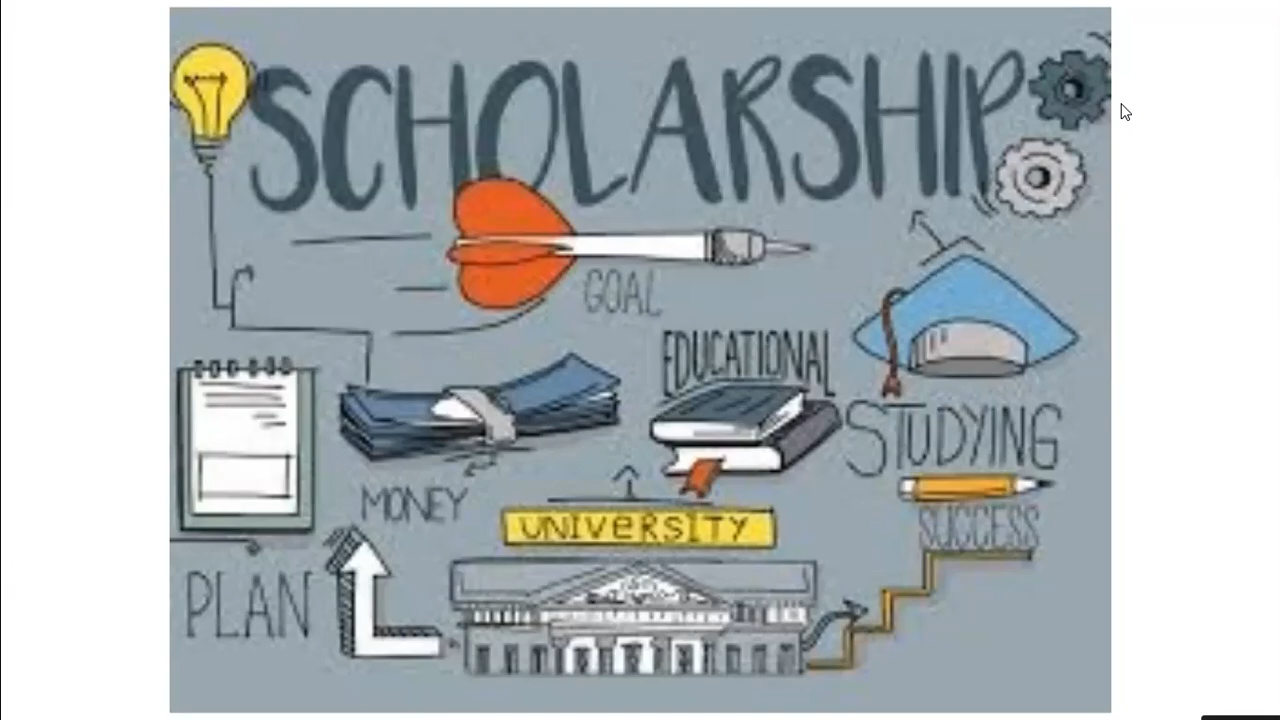 SCHOLARSHIP
GOAL
EDUCATIONAL
STUDYING
MONEY
SUCCESS
UNIVERSITY
PLAN